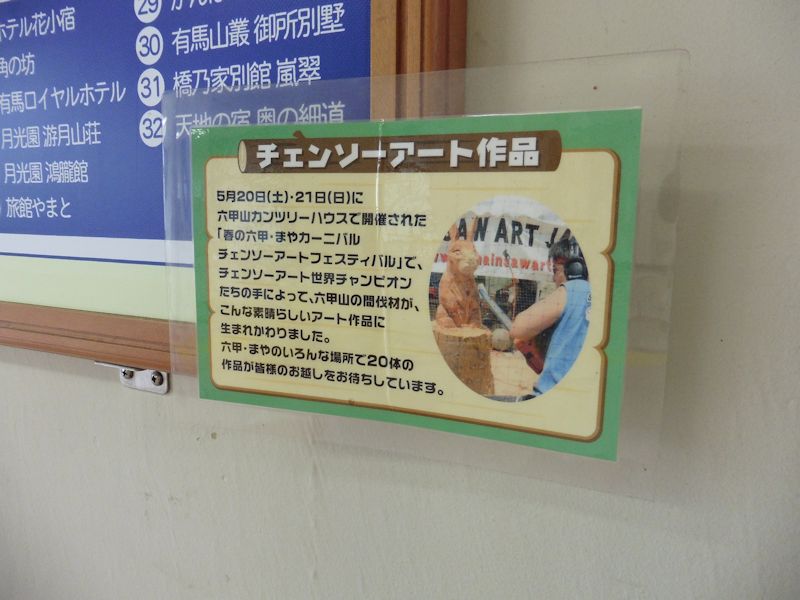 ホテル花小宿
角の坊
有馬ロイヤルホテル
月光園 游月山荘
月光園 鴻朧館
旅館やまと
29
30 有馬山叢 御所別墅
31 橋乃家別館 嵐翠
32 天地の宿 奥の細道
チェンソーアート作品
5月20日(土)・21日(日)に
六甲山カンツリーハウスで開催された
「春の六甲・まやカーニバル
チェンソーアートフェスティバル」で、
チェンソーアート世界チャンピオン
たちの手によって、六甲山の間伐材が、
こんな素晴らしいアート作品に
生まれかわりました。
六甲・まやのいろんな場所で20体の
作品が皆様のお越しをお待ちしています。
AW ART JA